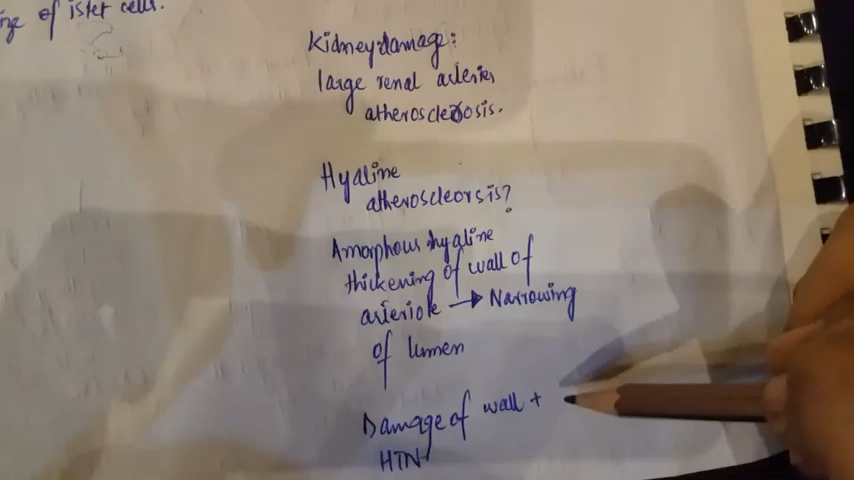 of islet cells.
Kidney damage:
large renal arteries
atherosclerosis.
Hyaline
atheroscleorsis?
Amorphous hyaline
thickening of wall of
arteriole → Narrowing
of lumen
Damage of wall +
HTN